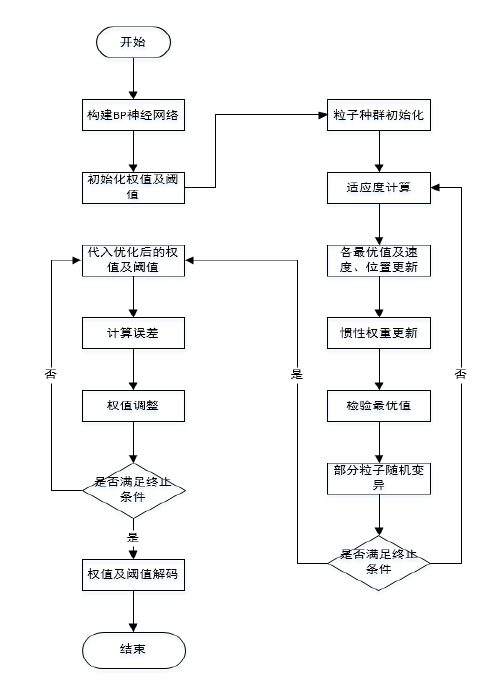 开始
构建BP神经网络
初始化权值及阈
值
代入优化后的权
值及阈值
计算误差
权值调整
是否满足终止
条件
否
是
权值及阈值解码
结束
粒子种群初始化
适应度计算
各最优值及速
度、位置更新
惯性权重更新
检验最优值
部分粒子随机变
异
是否满足终止
条件
是
否